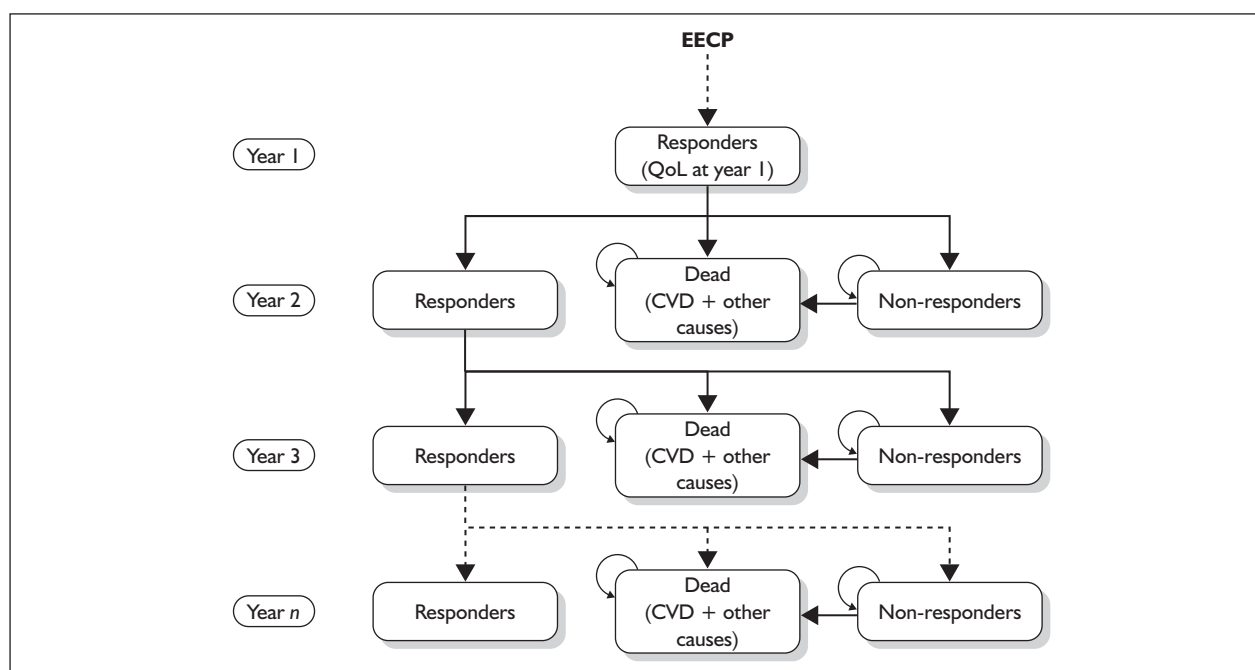 EECP
Year 1
Responders
(QoL at year 1)
Year 2
Responders
Dead
(CVD + other
causes)
Non-responders
Year 3
Responders
Dead
(CVD + other
causes)
Non-responders
Year n
Responders
Dead
(CVD + other
causes)
Non-responders